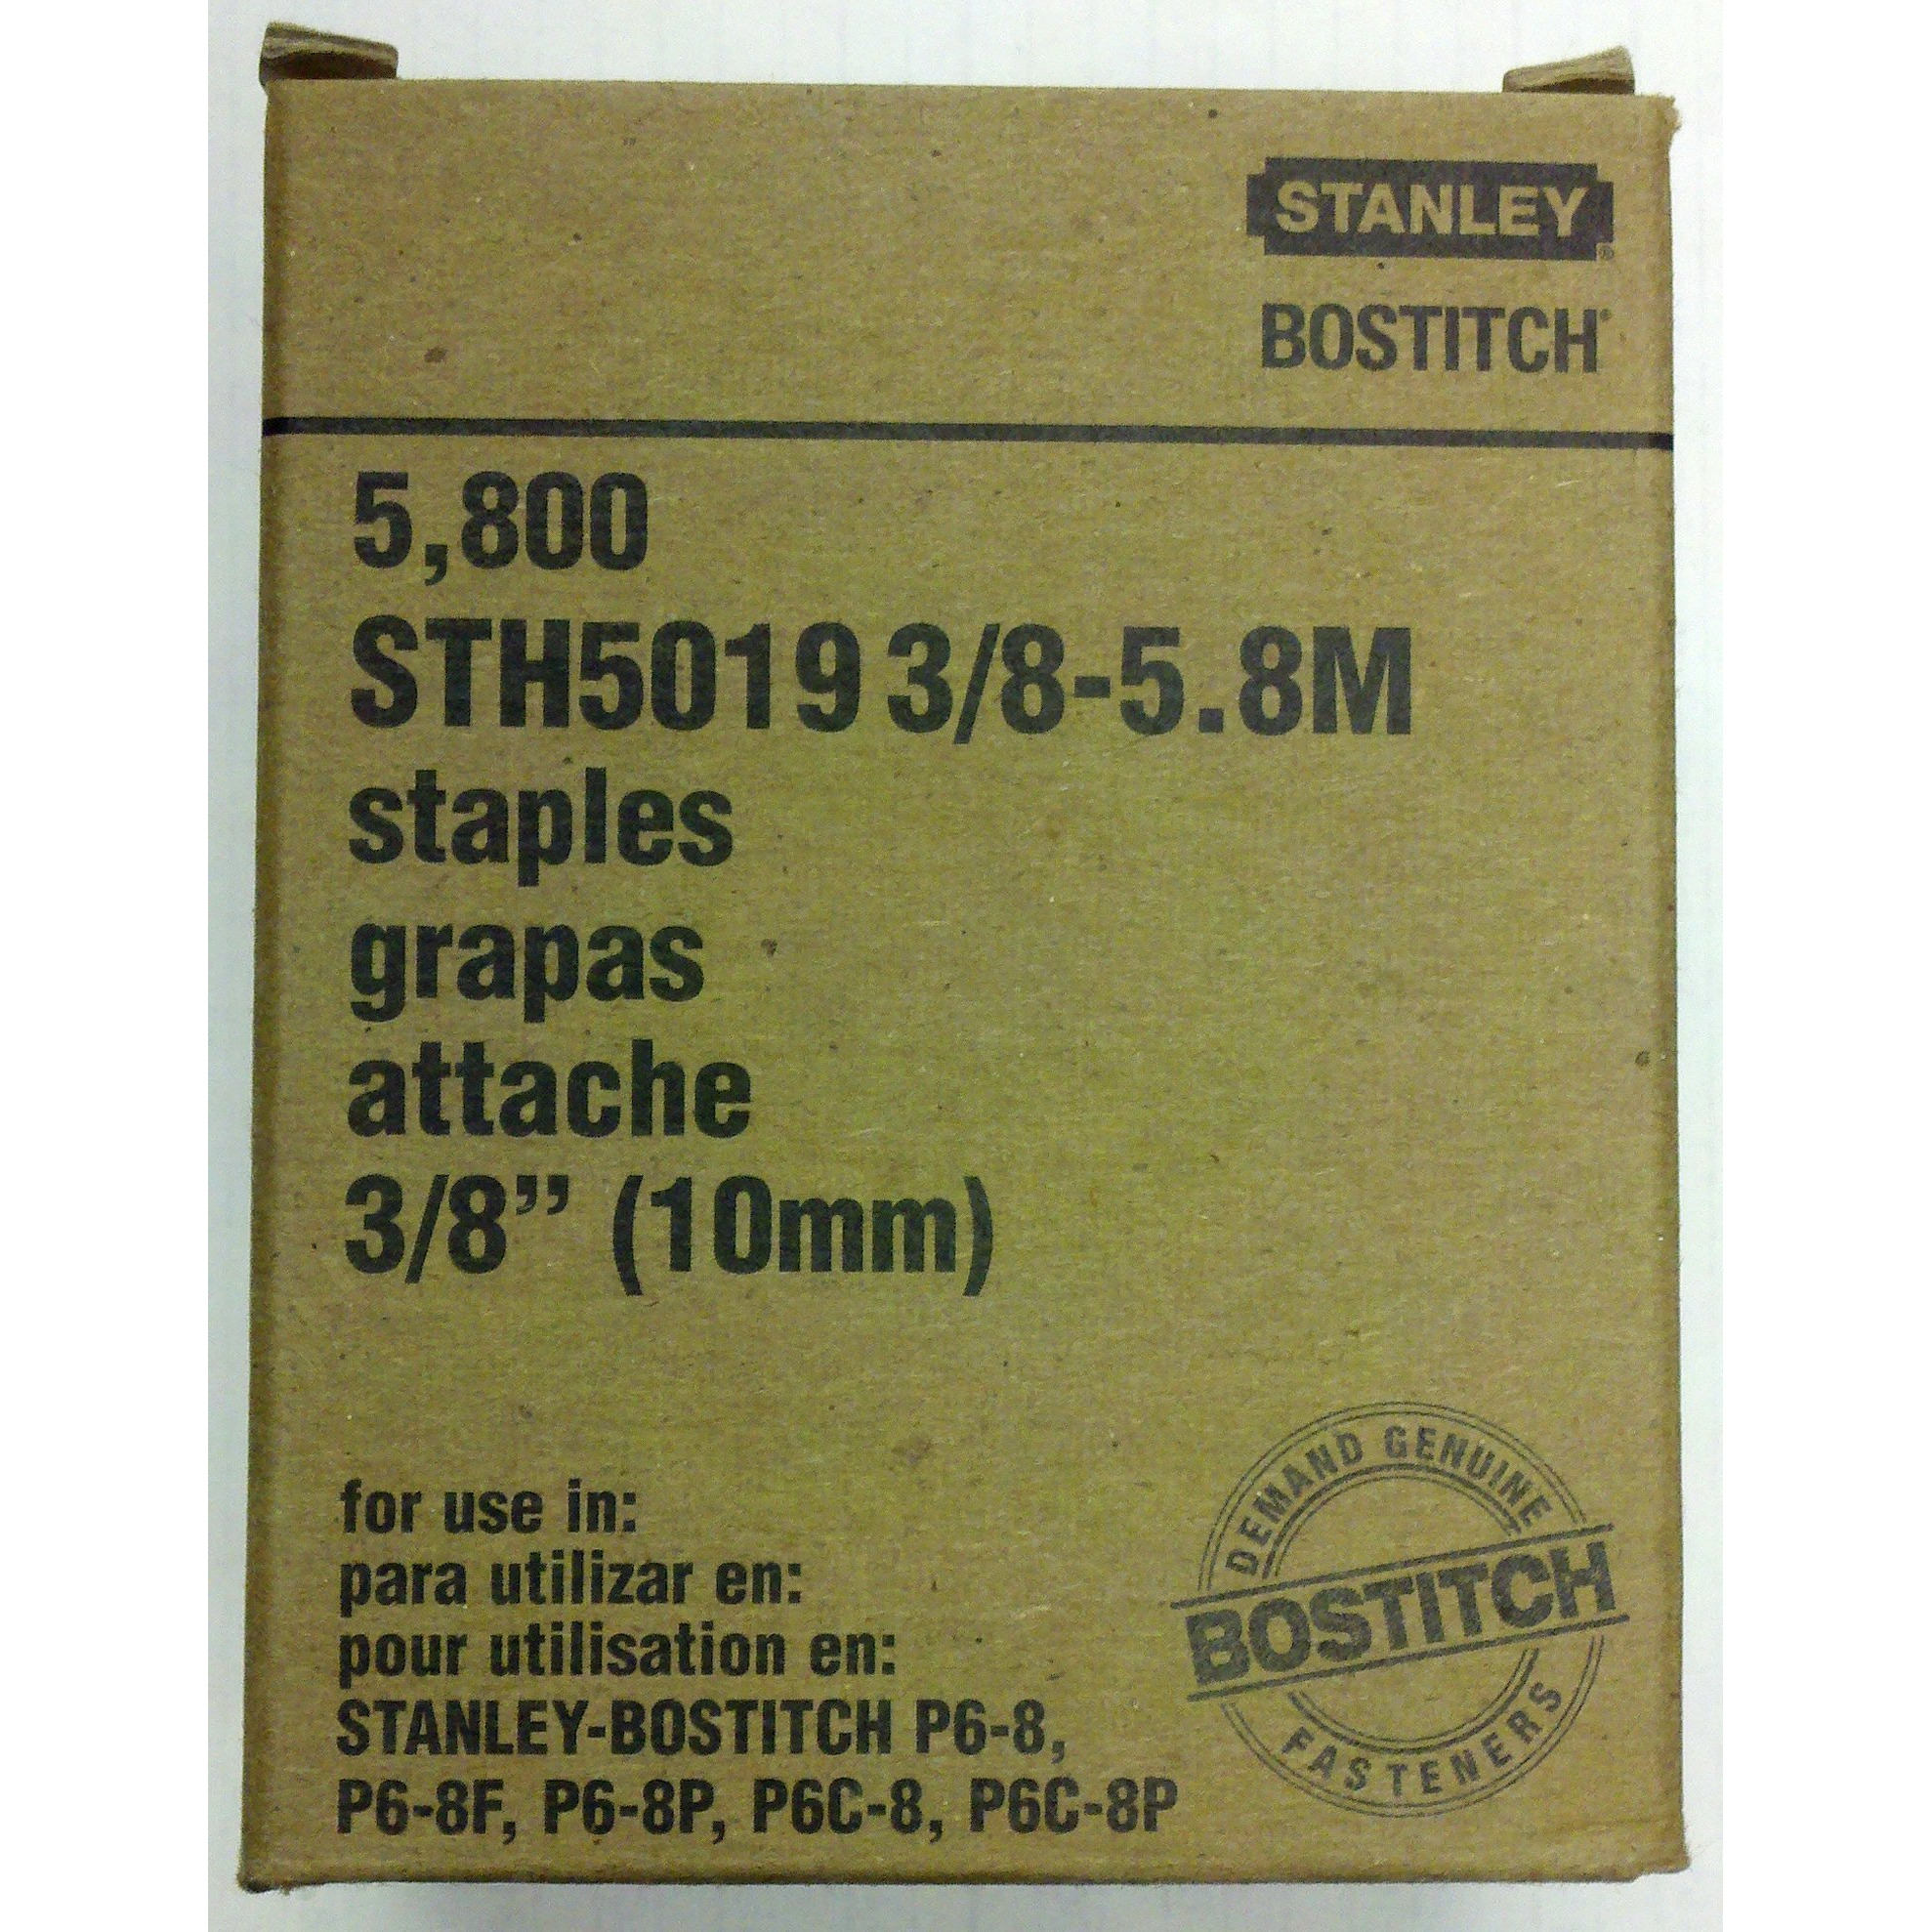 STANLEY®
BOSTITCH®
5,800
STH5019 3/8-5.8M
staples
grapas
attache
3/8” (10mm)
for use in:
para utilizar en:
pour utilisation en:
STANLEY-BOSTITCH P6-8,
P6-8F, P6-8P, P6C-8, P6C-8P
DEMAND GENUINE
BOSTITCH
FASTENERS